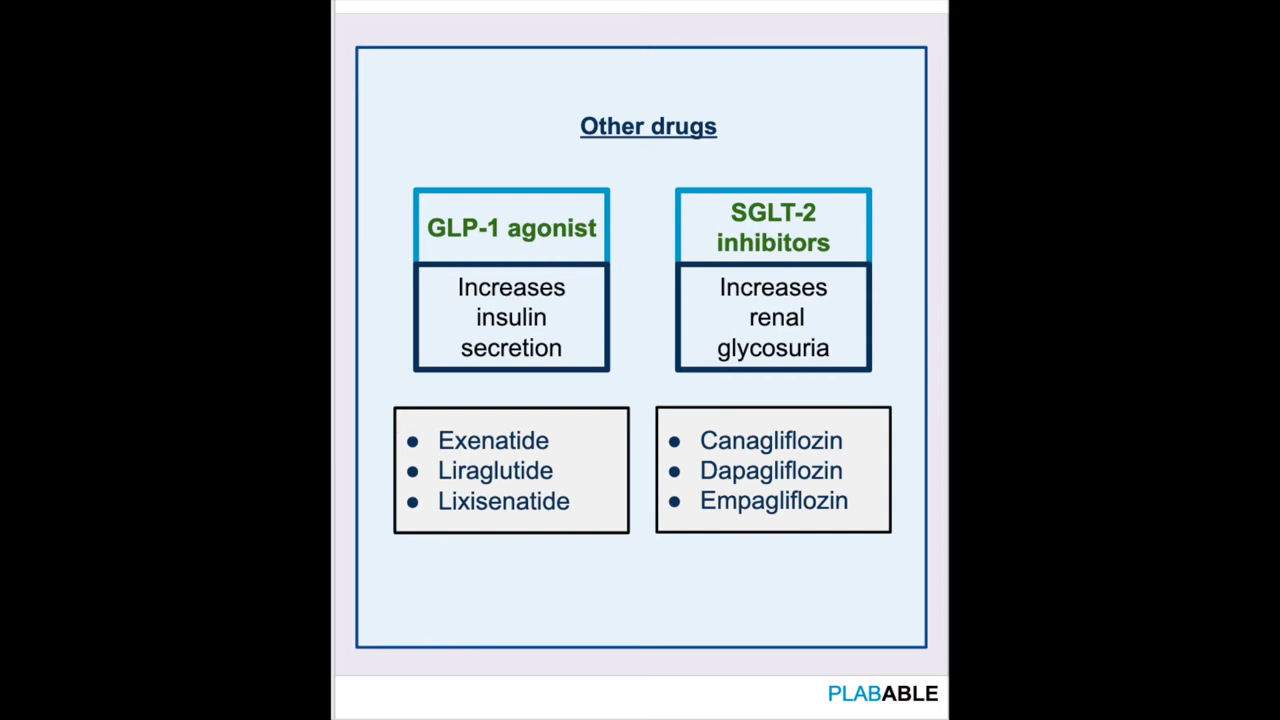 Other drugs
GLP-1 agonist
Increases
insulin
secretion
● Exenatide
● Liraglutide
● Lixisenatide
SGLT-2
inhibitors
Increases
renal
glycosuria
● Canagliflozin
● Dapagliflozin
● Empagliflozin
PLABABLE